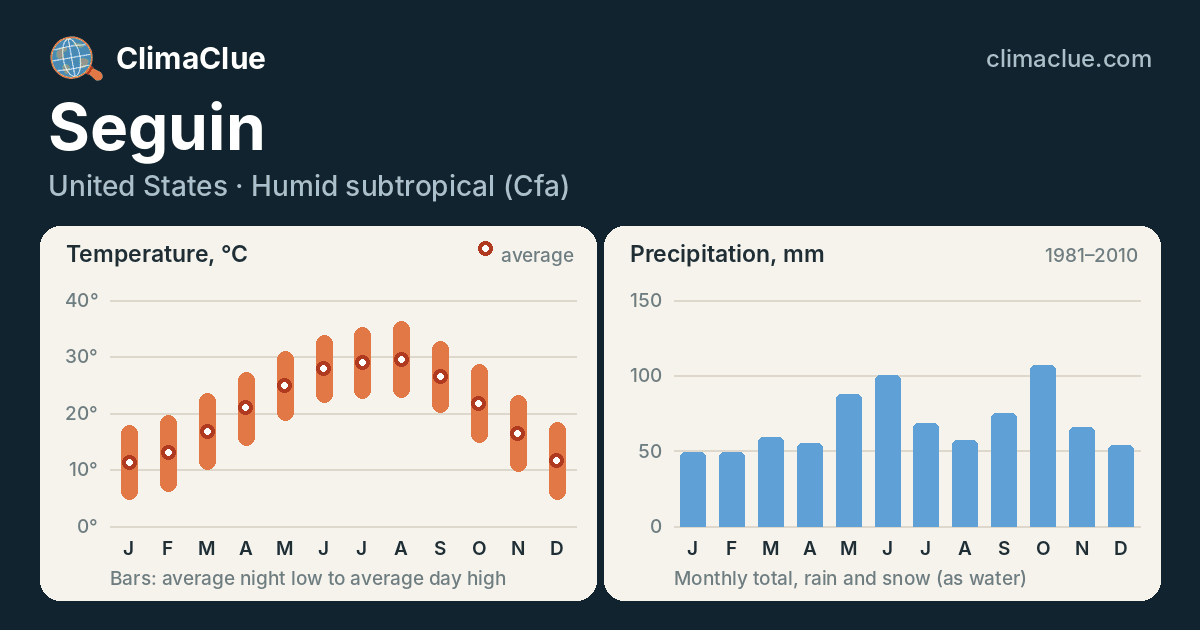 ClimaClue
climaclue.com
Seguin
United States · Humid subtropical (Cfa)
Temperature, °C
average
40°
30°
20°
10°
0°
J F M A M J J A S O N D
Bars: average night low to average day high
Precipitation, mm
1981–2010
150
100
50
0
J F M A M J J A S O N D
Monthly total, rain and snow (as water)